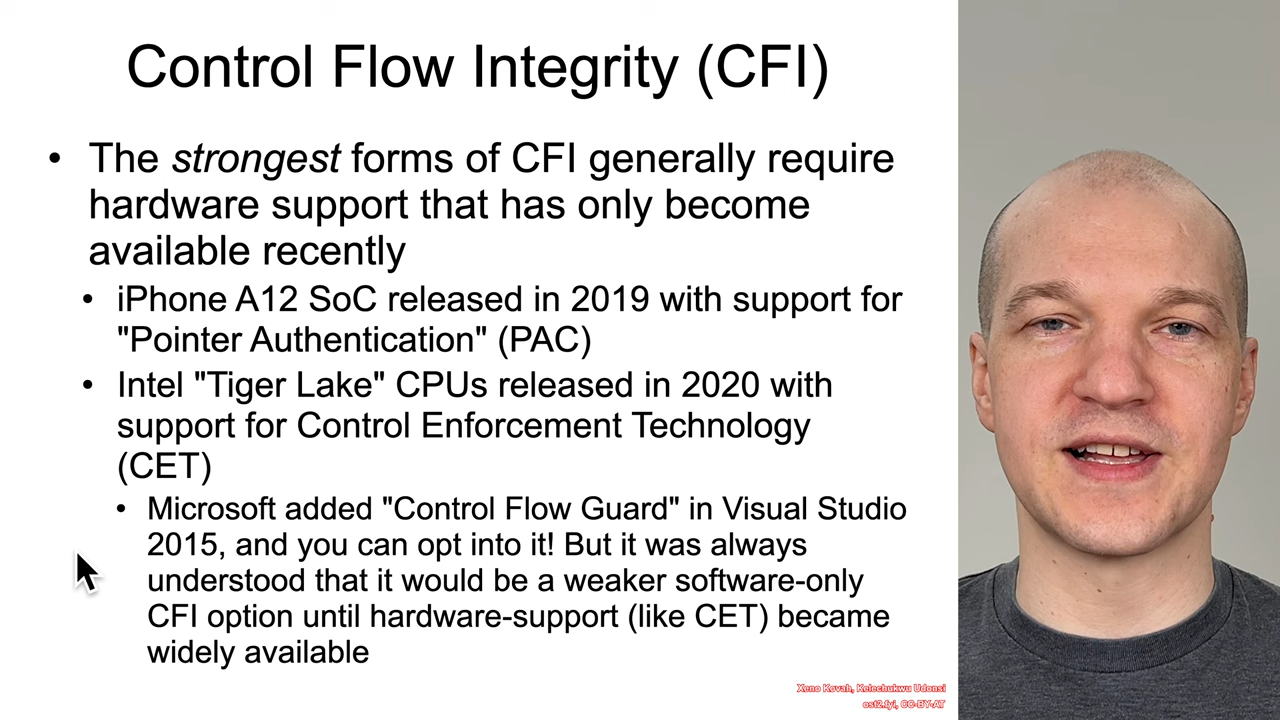 Control Flow Integrity (CFI)
• The strongest forms of CFI generally require
hardware support that has only become
available recently
• iPhone A12 SoC released in 2019 with support for
"Pointer Authentication" (PAC)
• Intel "Tiger Lake" CPUs released in 2020 with
support for Control Enforcement Technology
(CET)
• Microsoft added "Control Flow Guard" in Visual Studio
2015, and you can opt into it! But it was always
understood that it would be a weaker software-only
CFI option until hardware-support (like CET) became
widely available
Xeno Kovah, Kelechukwu Udonsi
ost2.fyi, CC-BY-AT